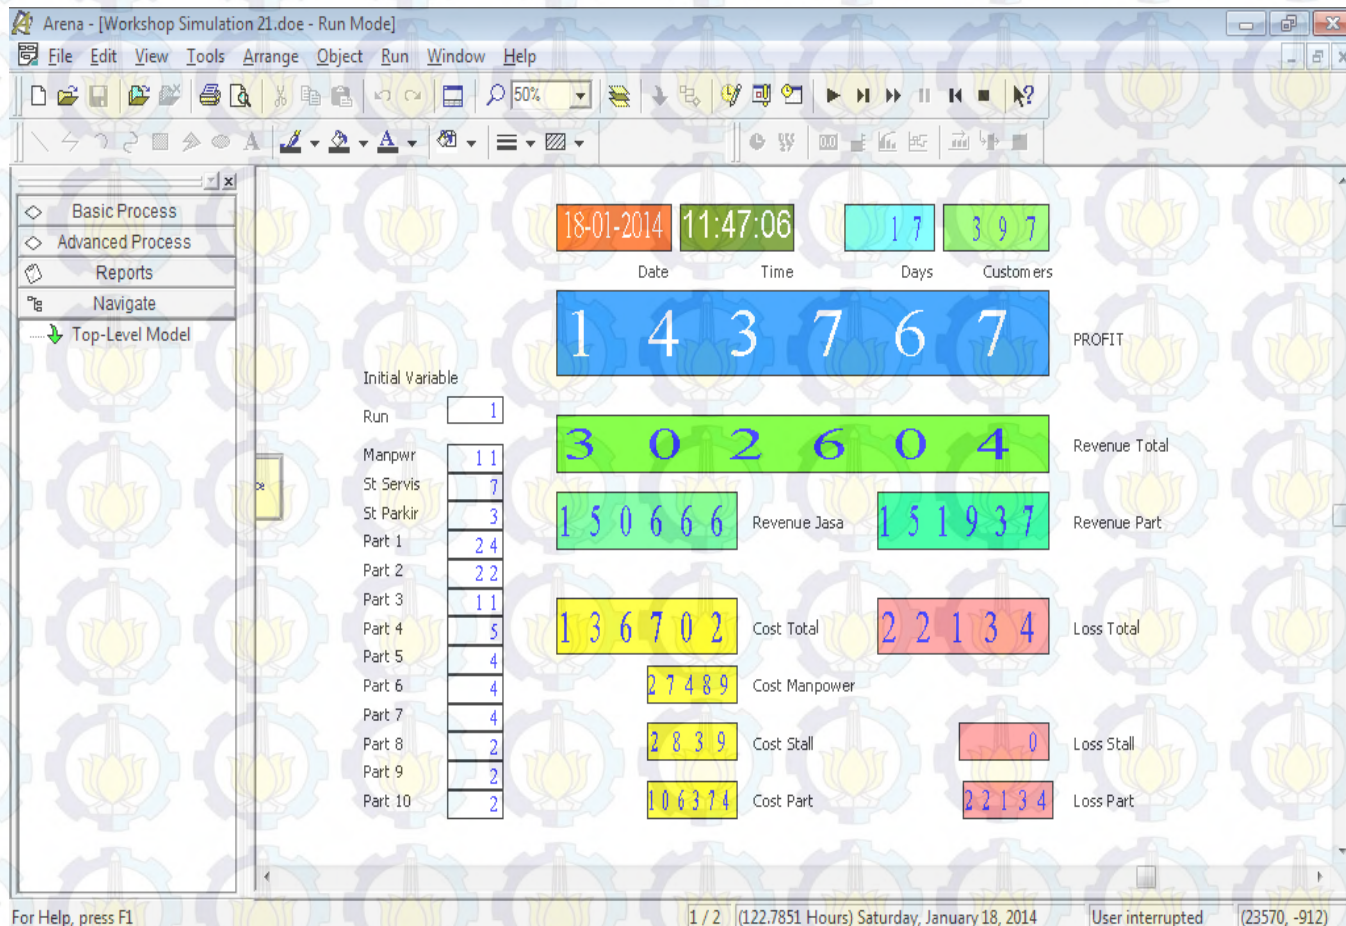 Arena - [Workshop Simulation 21.doe - Run Mode]
File Edit View Tools Arrange Object Run Window Help
50%
Basic Process
Advanced Process
Reports
Navigate
Top-Level Model
18-01-2014 11:47:06 17 397
Date Time Days Customers
143767 PROFIT
Initial Variable
Run 1
302604 Revenue Total
Manpwr 11
St Servis 7
St Parkir 3
150666 Revenue Jasa 151937 Revenue Part
Part 1 24
Part 2 22
Part 3 11
Part 4 5
136702 Cost Total 22134 Loss Total
Part 5 4
Part 6 4
27489 Cost Manpower
Part 7 4
Part 8 2
2839 Cost Stall 0 Loss Stall
Part 9 2
Part 10 2
106374 Cost Part 22134 Loss Part
For Help, press F1
1 / 2 (122.7851 Hours) Saturday, January 18, 2014 User interrupted (23570, -912)